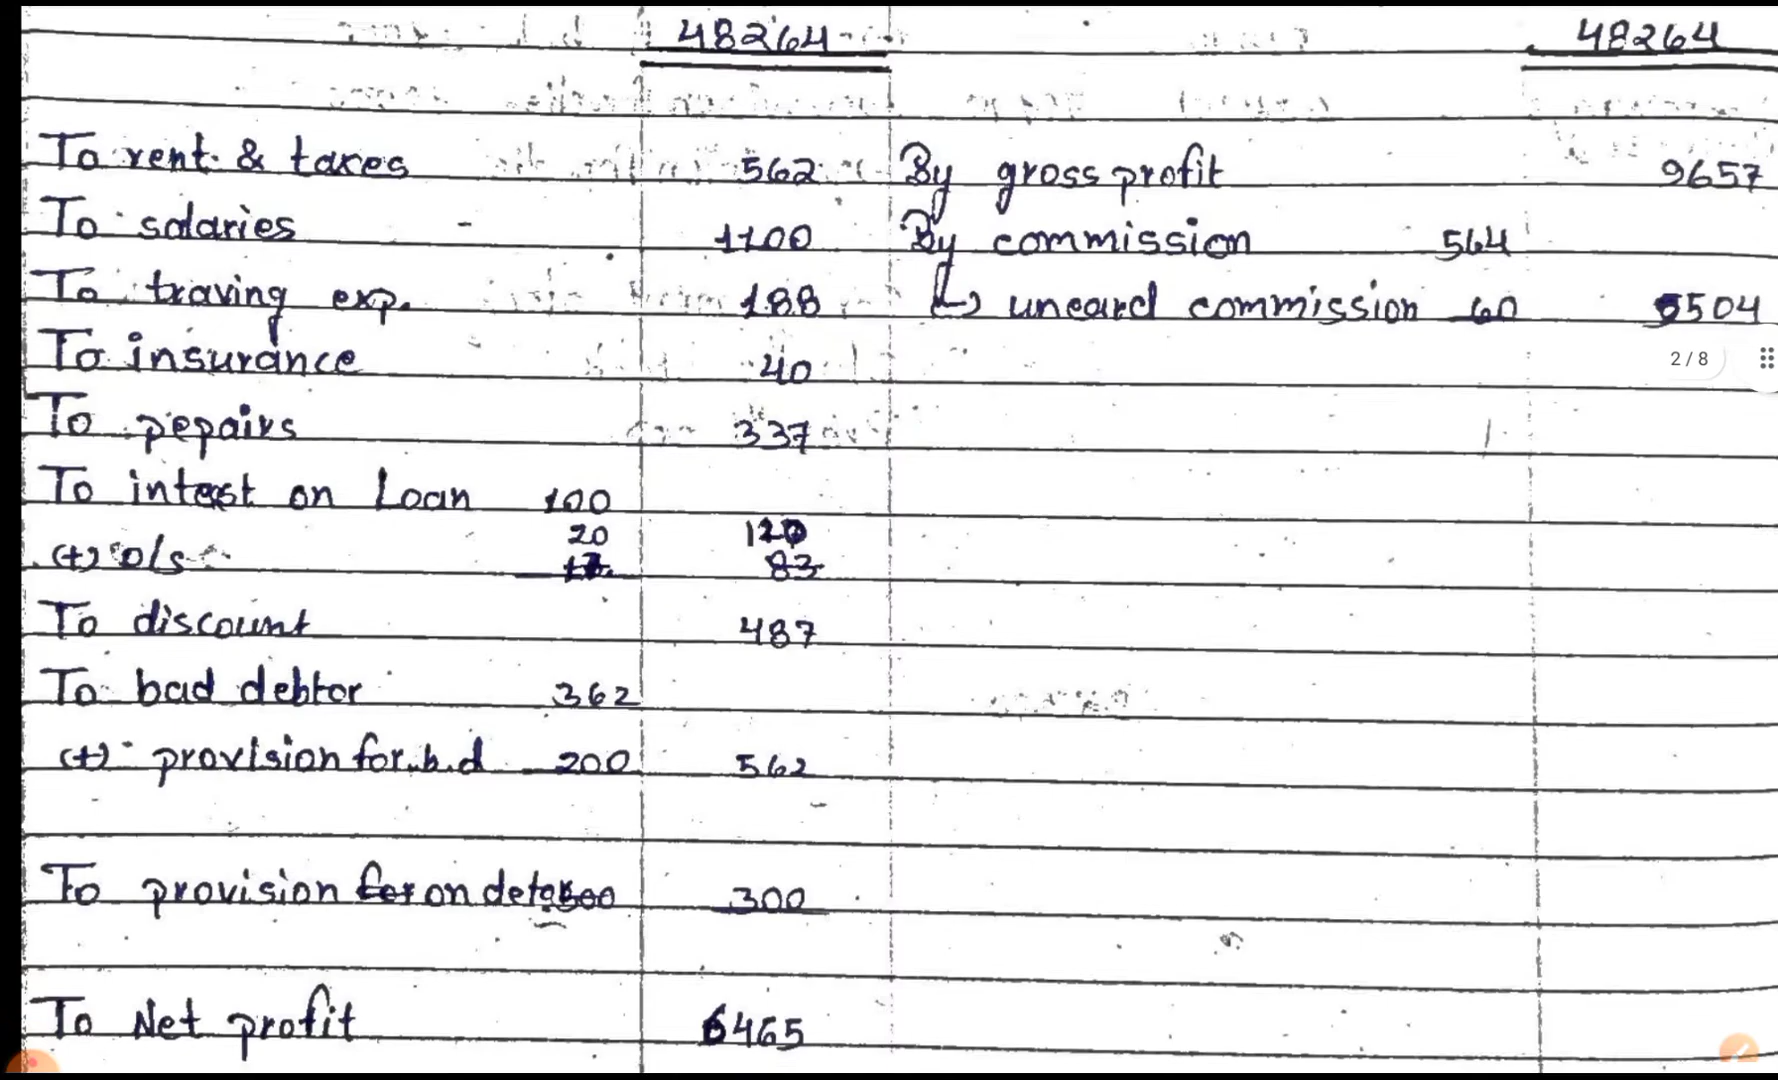 48264 48264
To rent & taxes 562 By gross profit 9657
To salaries 1100 By commission 564
To traving exp. 188 (-) uneard commission 60 504
To insurance 40
2 / 8
To pepairs 337
To interst on Loan 100
20 120
(+) o/s 83
To discount 487
To bad debtor 362
(+) provision for b.d 200 562
To provision for on 300
To Net profit 6465